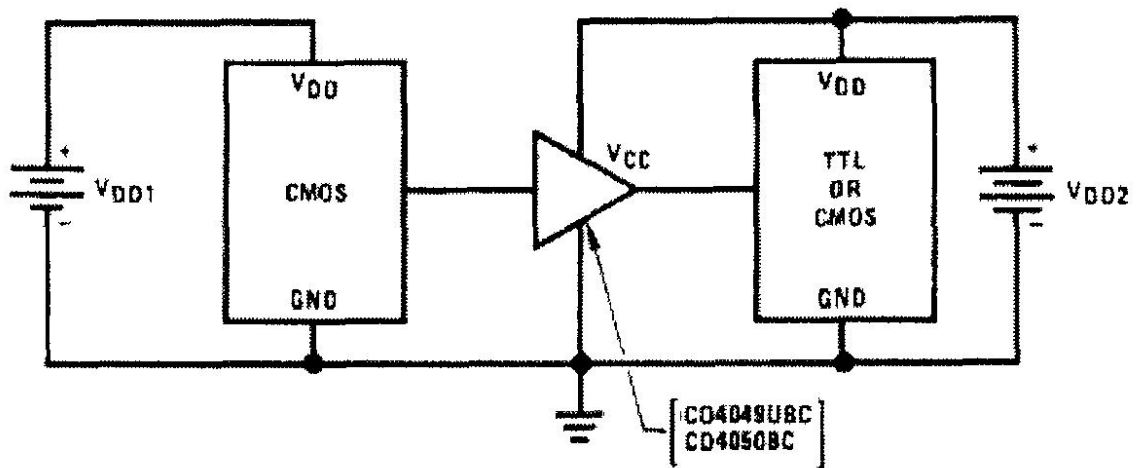 VDD
CMOS
GND
+
VDD1
-
VCC
VDD
TTL
OR
CMOS
GND
+
VDD2
-
CD4049UBC
CD4050BC